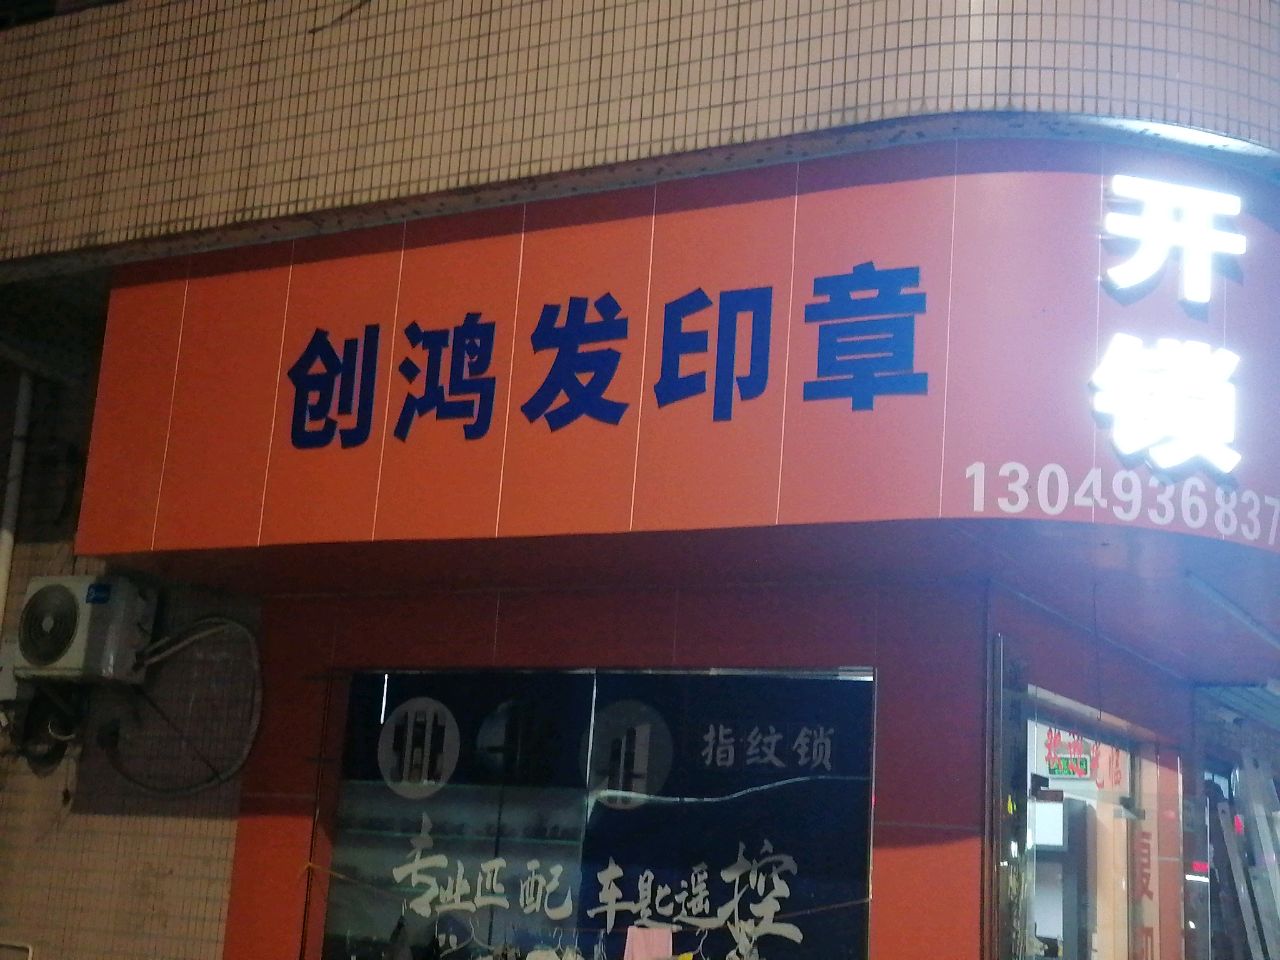 创鸿发印章
开
锁
1304936837
指纹锁
专业匹配 车匙遥控